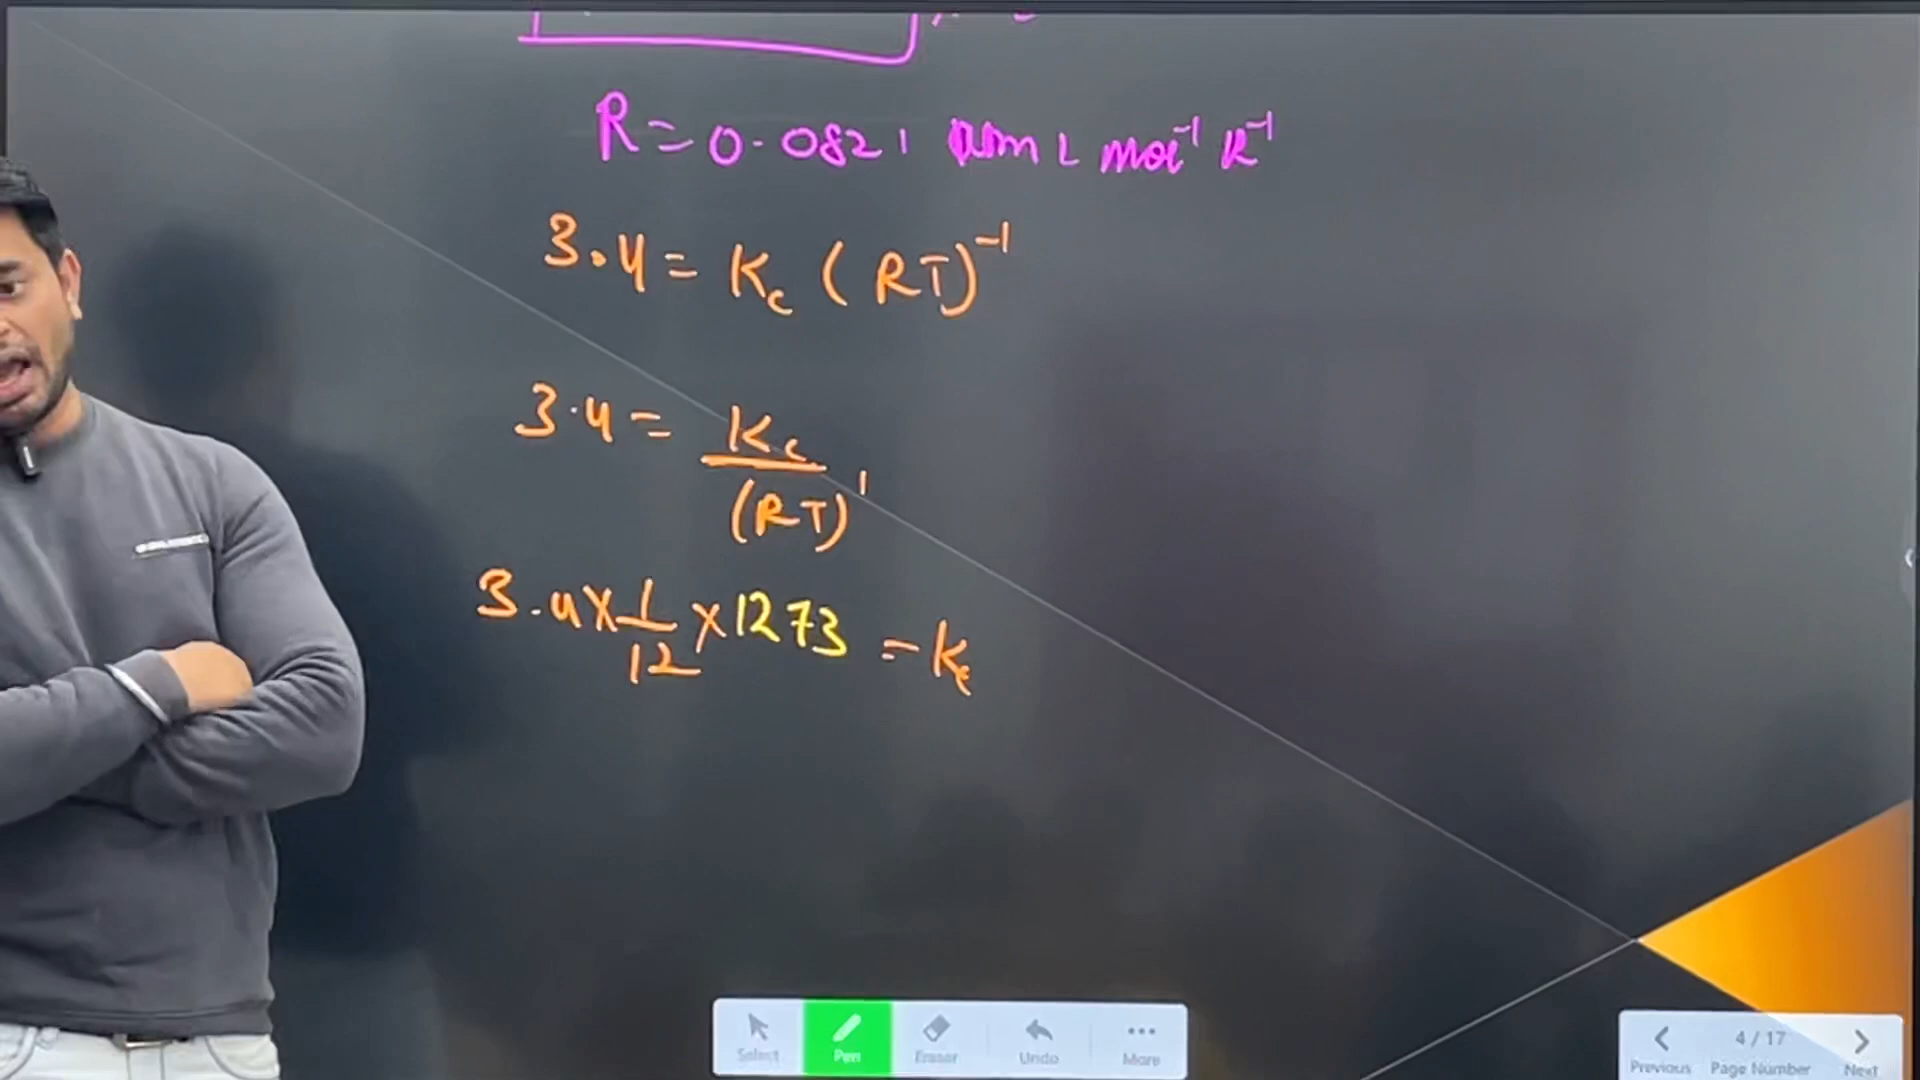 R = 0.0821 atm L mol⁻¹ K⁻¹
3.4 = Kc (RT)⁻¹
3.4 = Kc / (RT)¹
3.4 × 1/12 × 1273 = Kc
Select Pen Eraser Undo More
4 / 17
Previous Page Number Next